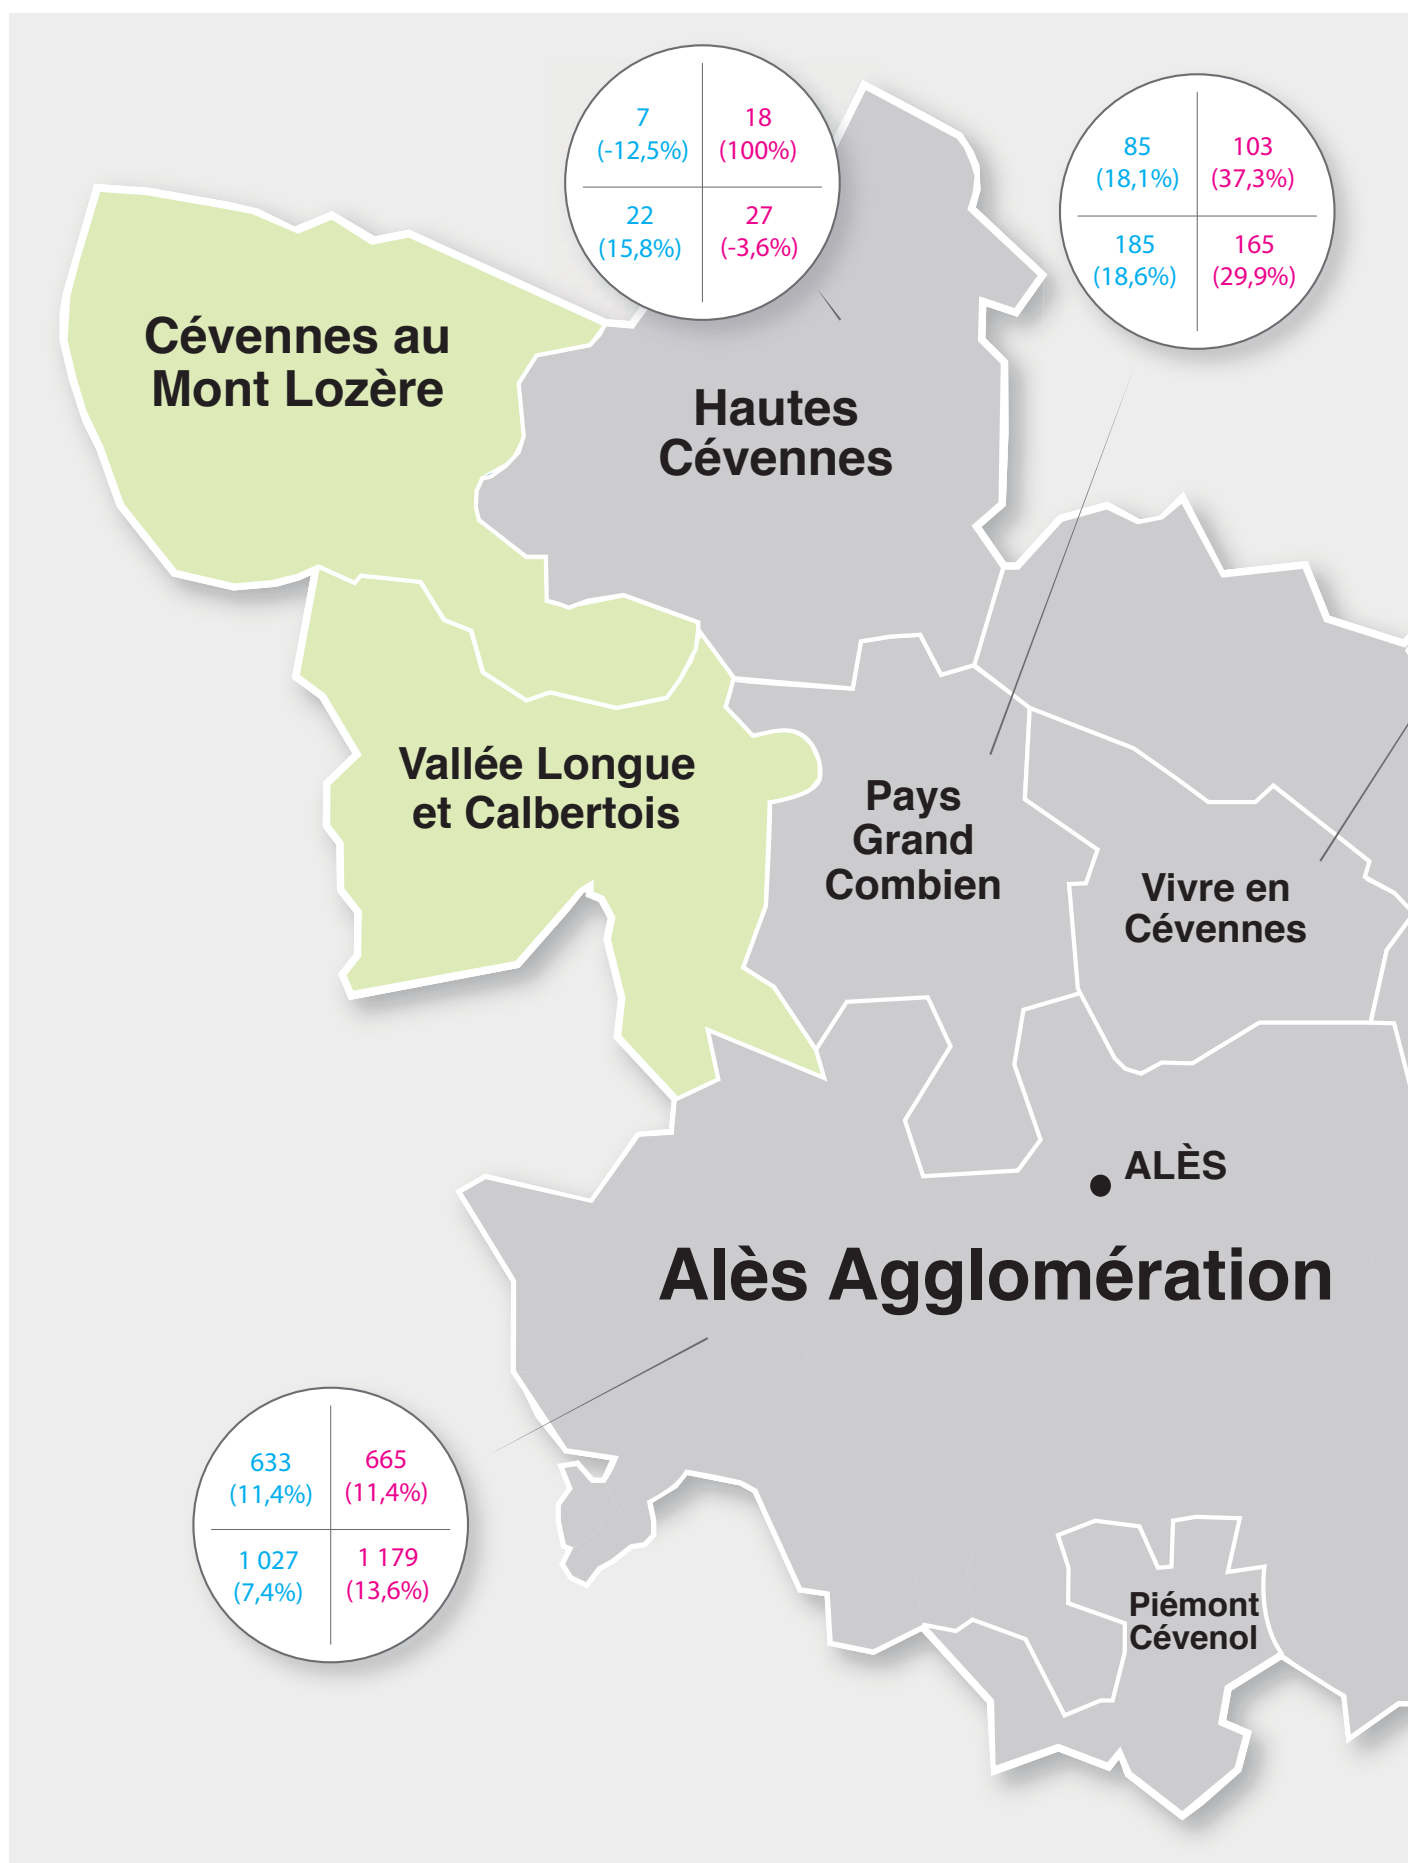 7
(-12,5%)
18
(100%)
22
(15,8%)
27
(-3,6%)
85
(18,1%)
103
(37,3%)
185
(18,6%)
165
(29,9%)
Cévennes au
Mont Lozère
Hautes
Cévennes
Vallée Longue
et Calbertois
Pays
Grand
Combien
Vivre en
Cévennes
ALÈS
Alès Agglomération
633
(11,4%)
665
(11,4%)
1 027
(7,4%)
1 179
(13,6%)
Piémont
Cévenol